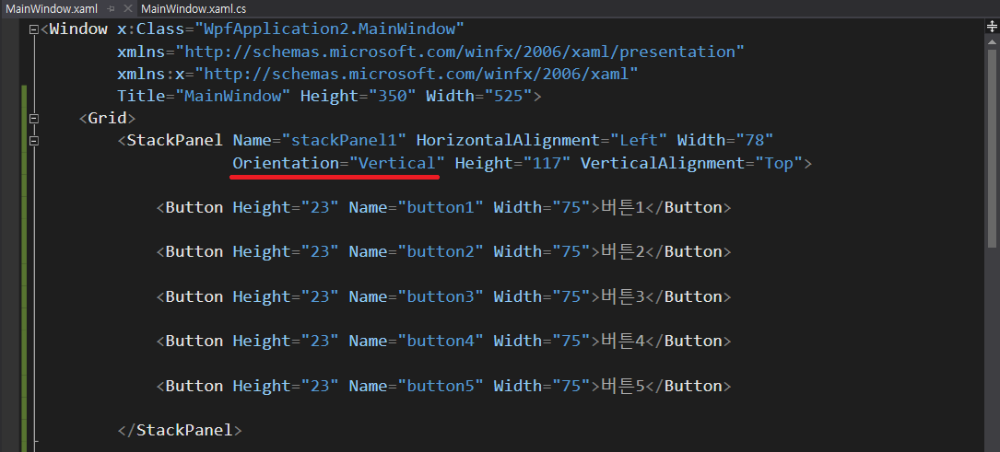 MainWindow.xaml MainWindow.xaml.cs
<Window x:Class="WpfApplication2.MainWindow"
xmlns="http://schemas.microsoft.com/winfx/2006/xaml/presentation"
xmlns:x="http://schemas.microsoft.com/winfx/2006/xaml"
Title="MainWindow" Height="350" Width="525">
<Grid>
<StackPanel Name="stackPanel1" HorizontalAlignment="Left" Width="78"
Orientation="Vertical" Height="117" VerticalAlignment="Top">
<Button Height="23" Name="button1" Width="75">버튼1</Button>
<Button Height="23" Name="button2" Width="75">버튼2</Button>
<Button Height="23" Name="button3" Width="75">버튼3</Button>
<Button Height="23" Name="button4" Width="75">버튼4</Button>
<Button Height="23" Name="button5" Width="75">버튼5</Button>
</StackPanel>